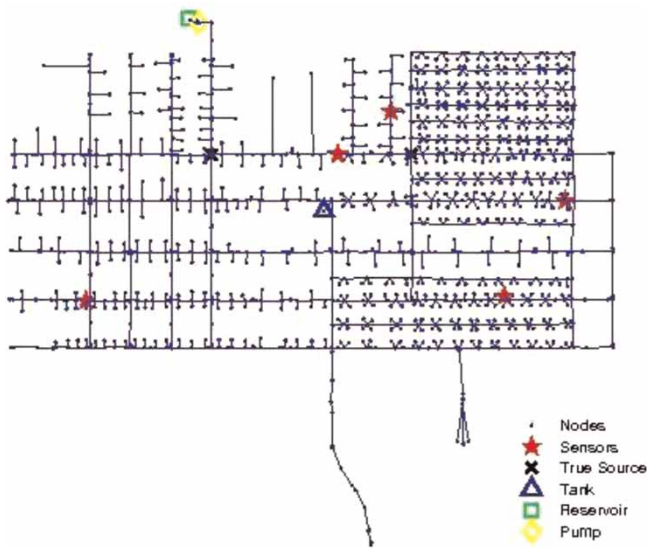 Nodes
Sensors
True Source
Tank
Reservoir
Pump